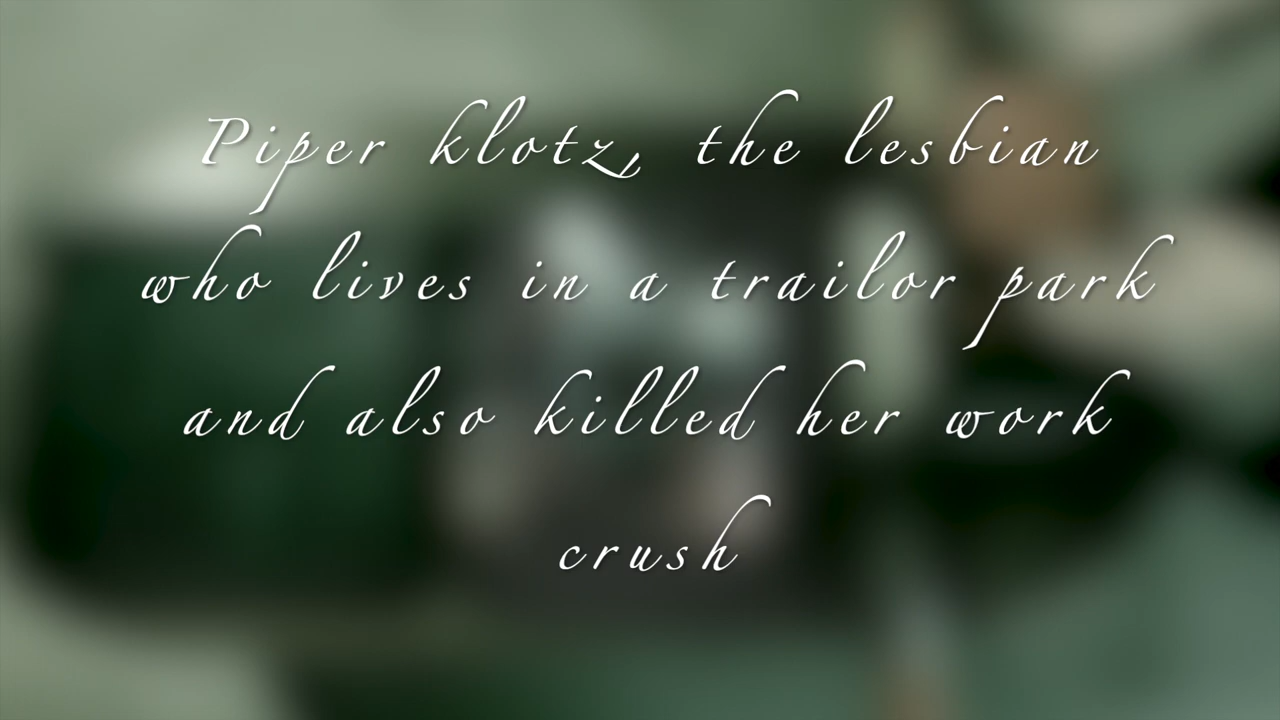 Piper klotz, the lesbian
who lives in a trailor park
and also killed her work
crush